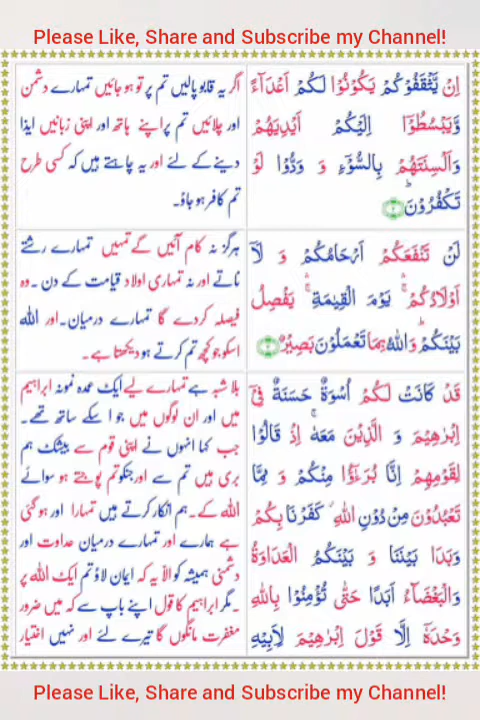 Please Like, Share and Subscribe my Channel!
اِنْ يَّثْقَفُوْكُمْ يَكُوْنُوْا لَكُمْ اَعْدَآءً
وَّيَبْسُطُوْٓا اِلَيْكُمْ اَيْدِيَهُمْ
وَاَلْسِنَتَهُمْ بِالسُّوْٓءِ وَ وَدُّوْا لَوْ
تَكْفُرُوْنَ ؕ۲
اگر یہ قابو پالیں تم پر تو ہو جائیں تمہارے دشمن
اور چلائیں تم پر اپنے ہاتھ اور اپنی زبانیں ایذا
دینے کے لئے اور یہ چاہتے ہیں کہ کسی طرح
تم کافر ہو جاؤ۔
لَنْ تَنْفَعَكُمْ اَرْحَامُكُمْ وَ لَآ
اَوْلَادُكُمْ ۚ يَوْمَ الْقِيٰمَةِ ۚ يَفْصِلُ
بَيْنَكُمْ ؕ وَاللّٰهُ بِمَا تَعْمَلُوْنَ بَصِيْرٌ ۳
ہرگز نہ کام آئیں گے تمہیں تمہارے رشتے
ناتے اور نہ تمہاری اولاد قیامت کے دن ۔ وہ
فیصلہ کردے گا تمہارے درمیان۔ اور اللہ
اسکو جو کچھ تم کرتے ہو دیکھتا ہے۔
قَدْ كَانَتْ لَكُمْ اُسْوَةٌ حَسَنَةٌ فِيْٓ
اِبْرٰهِيْمَ وَ الَّذِيْنَ مَعَهٗ ۚ اِذْ قَالُوْا
لِقَوْمِهِمْ اِنَّا بُرَءٰٓؤُا مِنْكُمْ وَ مِمَّا
تَعْبُدُوْنَ مِنْ دُوْنِ اللّٰهِ ؗ كَفَرْنَا بِكُمْ
وَبَدَا بَيْنَنَا وَ بَيْنَكُمُ الْعَدَاوَةُ
وَالْبَغْضَآءُ اَبَدًا حَتّٰى تُؤْمِنُوْا بِاللّٰهِ
وَحْدَهٗٓ اِلَّا قَوْلَ اِبْرٰهِيْمَ لِاَبِيْهِ
بلا شبہ ہے تمہارے لیے ایک عمدہ نمونہ ابراہیم
میں اور ان لوگوں میں جو اسکے ساتھ تھے۔
جب کہا انہوں نے اپنی قوم سے بیشک ہم
بری ہیں تم سے اور جنکو تم پوجتے ہو سوائے
اللہ کے۔ ہم انکار کرتے ہیں تمہارا اور ہو گئی
ہے ہمارے اور تمہارے درمیان عداوت اور
دشمنی ہمیشہ کو الاّ یہ کہ ایمان لاؤ تم ایک اللہ پر
۔ مگر ابراہیم کا قول اپنے باپ سے کہ میں ضرور
مغفرت مانگوں گا تیرے لئے اور نہیں اختیار
Please Like, Share and Subscribe my Channel!